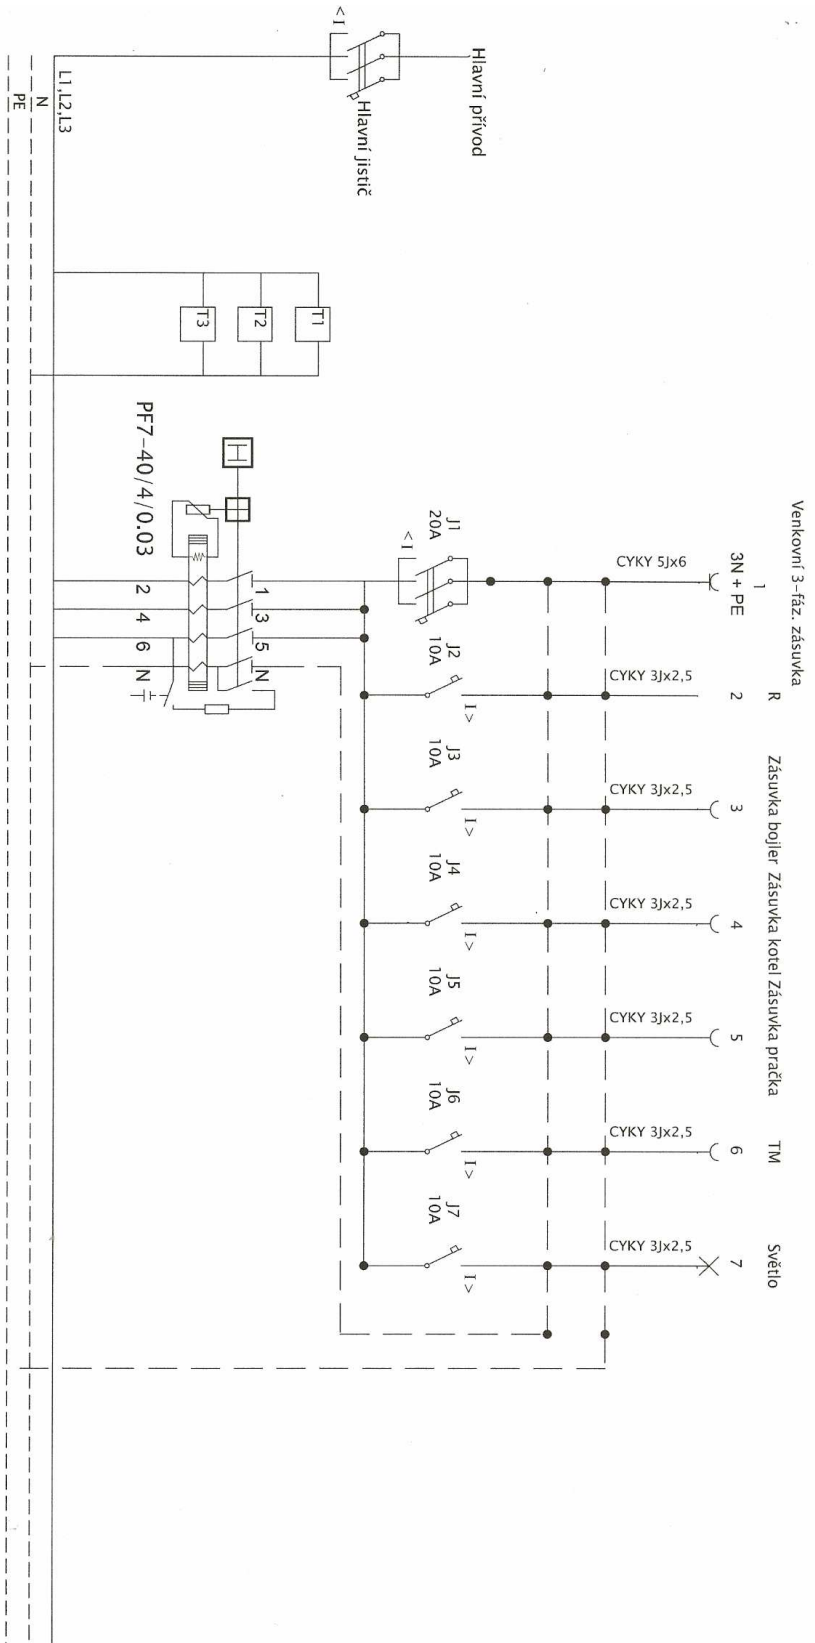 Hlavní přívod
Hlavní jistič
< I
L1,L2,L3
N
PE
T1
T2
T3
H
PF7-40/4/0.03
1
3
5
N
2
4
6
N
Venkovní 3-fáz. zásuvka
R
Zásuvka bojler
Zásuvka kotel
Zásuvka pračka
TM
Světlo
1
3N + PE
2
3
4
5
6
7
CYKY 5Jx6
CYKY 3Jx2,5
CYKY 3Jx2,5
CYKY 3Jx2,5
CYKY 3Jx2,5
CYKY 3Jx2,5
CYKY 3Jx2,5
J1
20A
< I
J2
10A
I >
J3
10A
I >
J4
10A
I >
J5
10A
I >
J6
10A
I >
J7
10A
I >